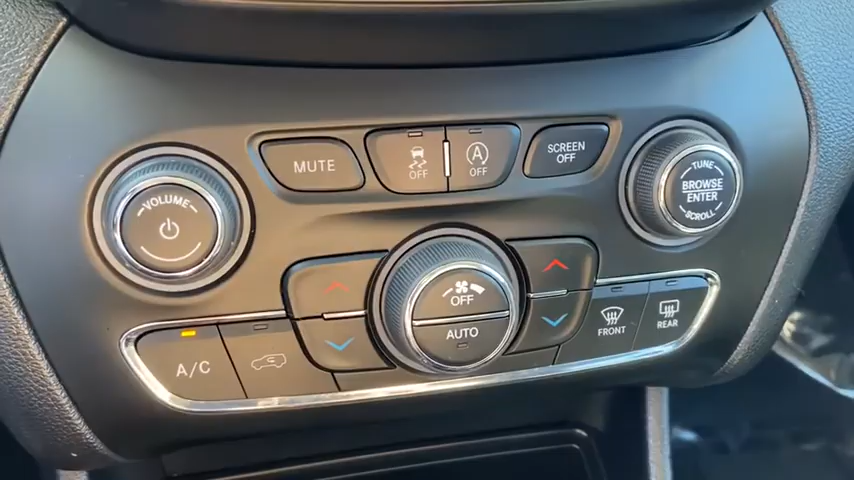 VOLUME
MUTE
OFF
A
OFF
SCREEN
OFF
TUNE
BROWSE
ENTER
SCROLL
OFF
AUTO
A/C
FRONT
REAR